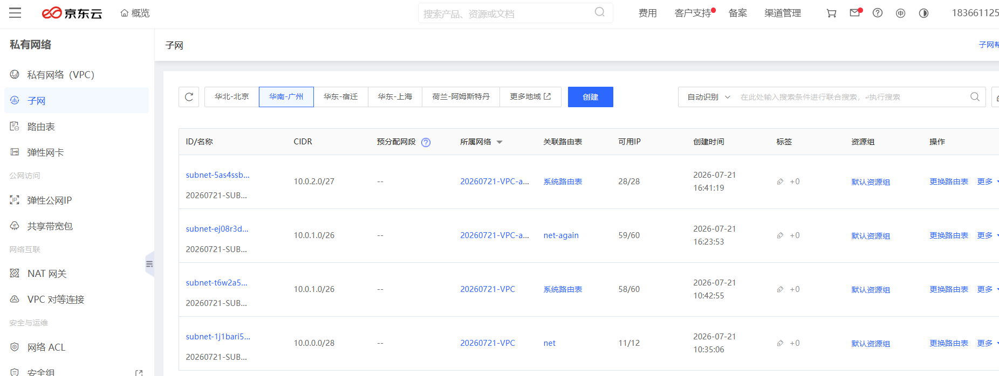 京东云
概览
搜索产品、资源或文档
费用
客户支持
备案
渠道管理
183661125
私有网络
私有网络（VPC）
子网
路由表
弹性网卡
公网访问
弹性公网IP
共享带宽包
网络互联
NAT 网关
VPC 对等连接
安全与运维
网络 ACL
安全组
子网
子网帮
华北-北京
华南-广州
华东-宿迁
华东-上海
荷兰-阿姆斯特丹
更多地域
创建
自动识别
在此处输入搜索条件进行联合搜索，⏎执行搜索
ID/名称 CIDR 预分配网段 ? 所属网络 关联路由表 可用IP 创建时间 标签 资源组 操作
subnet-5as4ssb...
20260721-SUB...
10.0.2.0/27 -- 20260721-VPC-a... 系统路由表 28/28
2026-07-21
16:41:19
+0 默认资源组 更换路由表 更多
subnet-ej08r3d...
20260721-SUB...
10.0.1.0/26 -- 20260721-VPC-a... net-again 59/60
2026-07-21
16:23:53
+0 默认资源组 更换路由表 更多
subnet-t6w2a5...
20260721-SUB...
10.0.1.0/26 -- 20260721-VPC 系统路由表 58/60
2026-07-21
10:42:55
+0 默认资源组 更换路由表 更多
subnet-1j1bari5...
20260721-SUB...
10.0.0.0/28 -- 20260721-VPC net 11/12
2026-07-21
10:35:06
+0 默认资源组 更换路由表 更多